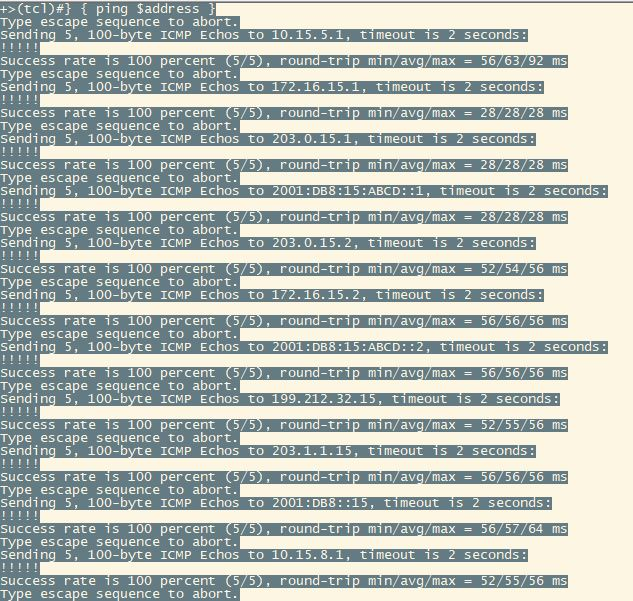 +>(tcl)#} { ping $address }
Type escape sequence to abort.
Sending 5, 100-byte ICMP Echos to 10.15.5.1, timeout is 2 seconds:
!!!!!
Success rate is 100 percent (5/5), round-trip min/avg/max = 56/63/92 ms
Type escape sequence to abort.
Sending 5, 100-byte ICMP Echos to 172.16.15.1, timeout is 2 seconds:
!!!!!
Success rate is 100 percent (5/5), round-trip min/avg/max = 28/28/28 ms
Type escape sequence to abort.
Sending 5, 100-byte ICMP Echos to 203.0.15.1, timeout is 2 seconds:
!!!!!
Success rate is 100 percent (5/5), round-trip min/avg/max = 28/28/28 ms
Type escape sequence to abort.
Sending 5, 100-byte ICMP Echos to 2001:DB8:15:ABCD::1, timeout is 2 seconds:
!!!!!
Success rate is 100 percent (5/5), round-trip min/avg/max = 28/28/28 ms
Type escape sequence to abort.
Sending 5, 100-byte ICMP Echos to 203.0.15.2, timeout is 2 seconds:
!!!!!
Success rate is 100 percent (5/5), round-trip min/avg/max = 52/54/56 ms
Type escape sequence to abort.
Sending 5, 100-byte ICMP Echos to 172.16.15.2, timeout is 2 seconds:
!!!!!
Success rate is 100 percent (5/5), round-trip min/avg/max = 56/56/56 ms
Type escape sequence to abort.
Sending 5, 100-byte ICMP Echos to 2001:DB8:15:ABCD::2, timeout is 2 seconds:
!!!!!
Success rate is 100 percent (5/5), round-trip min/avg/max = 56/56/56 ms
Type escape sequence to abort.
Sending 5, 100-byte ICMP Echos to 199.212.32.15, timeout is 2 seconds:
!!!!!
Success rate is 100 percent (5/5), round-trip min/avg/max = 52/55/56 ms
Type escape sequence to abort.
Sending 5, 100-byte ICMP Echos to 203.1.1.15, timeout is 2 seconds:
!!!!!
Success rate is 100 percent (5/5), round-trip min/avg/max = 56/56/56 ms
Type escape sequence to abort.
Sending 5, 100-byte ICMP Echos to 2001:DB8::15, timeout is 2 seconds:
!!!!!
Success rate is 100 percent (5/5), round-trip min/avg/max = 56/57/64 ms
Type escape sequence to abort.
Sending 5, 100-byte ICMP Echos to 10.15.8.1, timeout is 2 seconds:
!!!!!
Success rate is 100 percent (5/5), round-trip min/avg/max = 52/55/56 ms
Type escape sequence to abort.